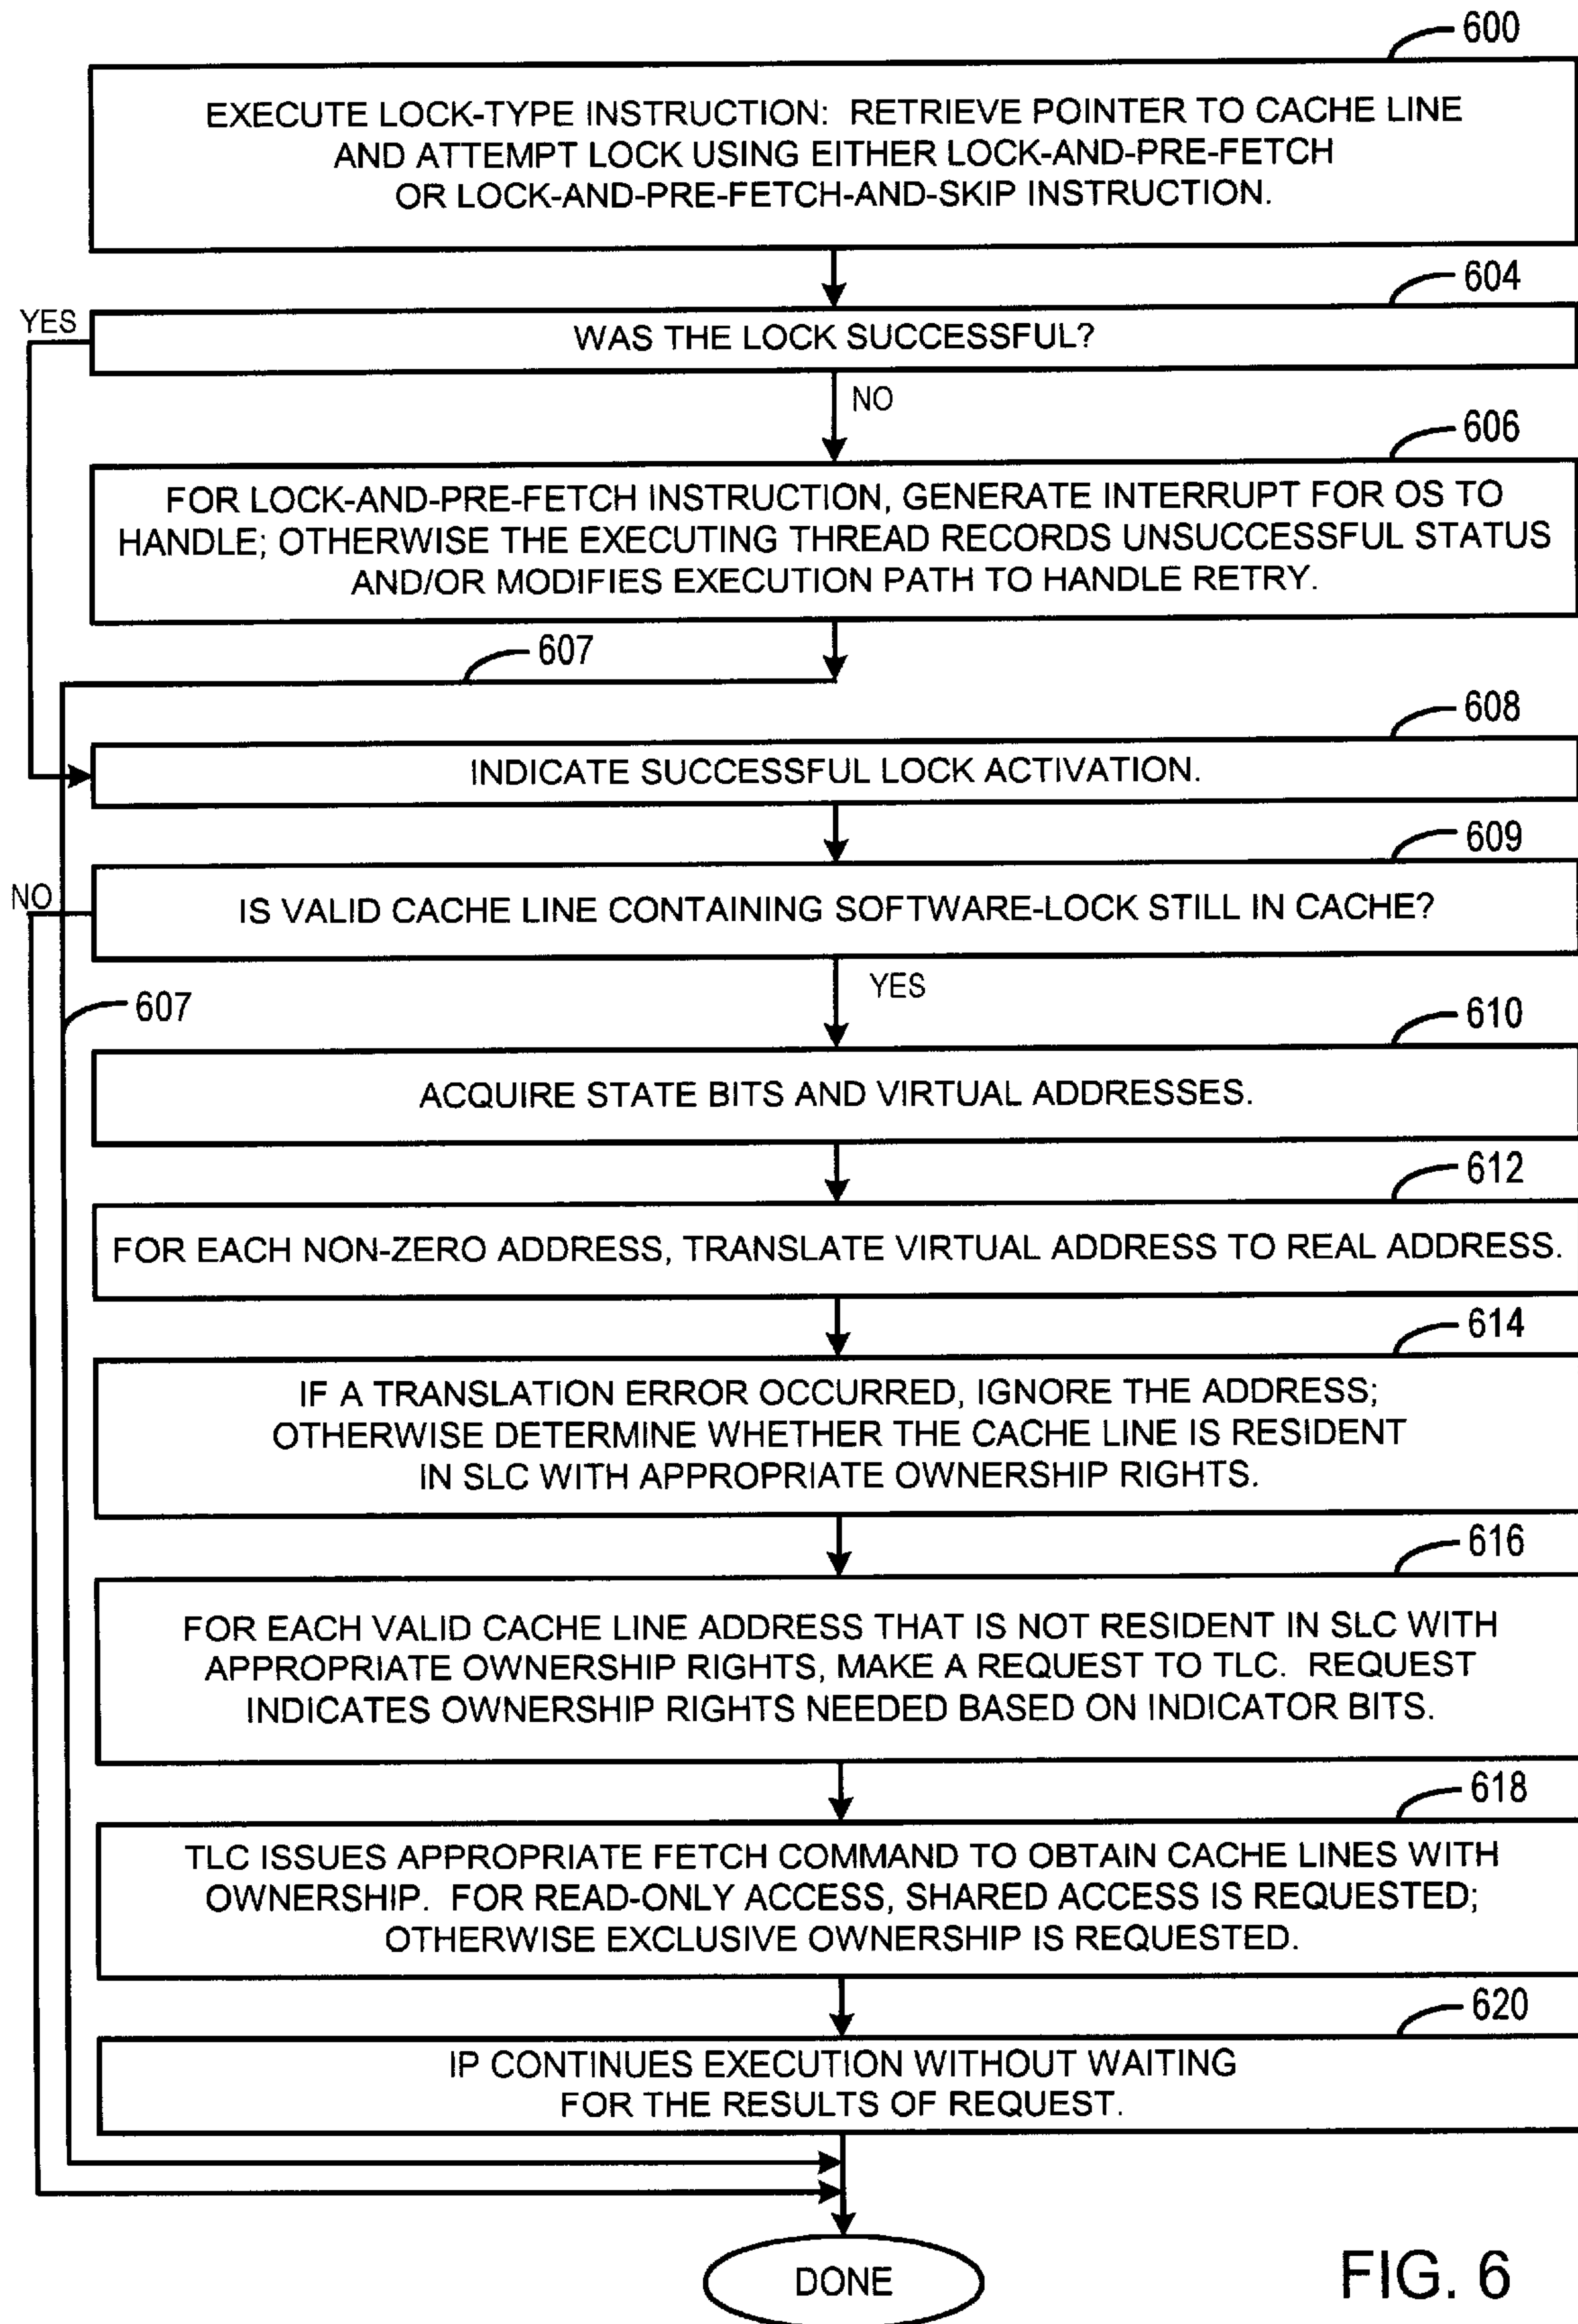 600
EXECUTE LOCK-TYPE INSTRUCTION: RETRIEVE POINTER TO CACHE LINE
AND ATTEMPT LOCK USING EITHER LOCK-AND-PRE-FETCH
OR LOCK-AND-PRE-FETCH-AND-SKIP INSTRUCTION.
604
YES
WAS THE LOCK SUCCESSFUL?
NO
606
FOR LOCK-AND-PRE-FETCH INSTRUCTION, GENERATE INTERRUPT FOR OS TO
HANDLE; OTHERWISE THE EXECUTING THREAD RECORDS UNSUCCESSFUL STATUS
AND/OR MODIFIES EXECUTION PATH TO HANDLE RETRY.
607
608
INDICATE SUCCESSFUL LOCK ACTIVATION.
609
NO
IS VALID CACHE LINE CONTAINING SOFTWARE-LOCK STILL IN CACHE?
YES
607
610
ACQUIRE STATE BITS AND VIRTUAL ADDRESSES.
612
FOR EACH NON-ZERO ADDRESS, TRANSLATE VIRTUAL ADDRESS TO REAL ADDRESS.
614
IF A TRANSLATION ERROR OCCURRED, IGNORE THE ADDRESS;
OTHERWISE DETERMINE WHETHER THE CACHE LINE IS RESIDENT
IN SLC WITH APPROPRIATE OWNERSHIP RIGHTS.
616
FOR EACH VALID CACHE LINE ADDRESS THAT IS NOT RESIDENT IN SLC WITH
APPROPRIATE OWNERSHIP RIGHTS, MAKE A REQUEST TO TLC. REQUEST
INDICATES OWNERSHIP RIGHTS NEEDED BASED ON INDICATOR BITS.
618
TLC ISSUES APPROPRIATE FETCH COMMAND TO OBTAIN CACHE LINES WITH
OWNERSHIP. FOR READ-ONLY ACCESS, SHARED ACCESS IS REQUESTED;
OTHERWISE EXCLUSIVE OWNERSHIP IS REQUESTED.
620
IP CONTINUES EXECUTION WITHOUT WAITING
FOR THE RESULTS OF REQUEST.
DONE
FIG. 6